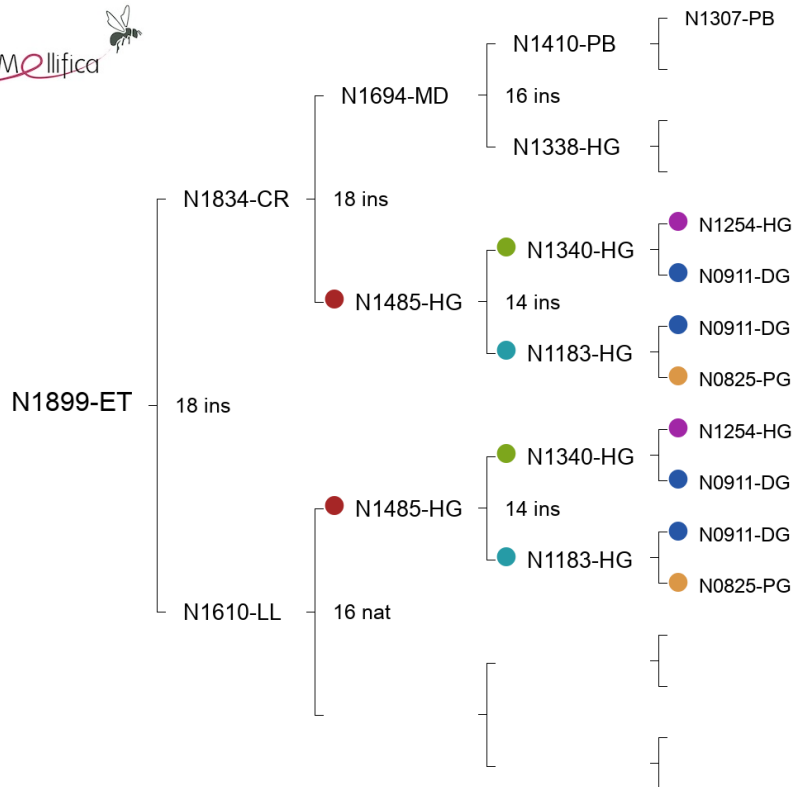 Mellifica
N1307-PB
N1410-PB
N1694-MD
16 ins
N1338-HG
N1834-CR
18 ins
N1254-HG
N1340-HG
N0911-DG
N1485-HG
14 ins
N0911-DG
N1183-HG
N0825-PG
N1899-ET
18 ins
N1254-HG
N1340-HG
N0911-DG
N1485-HG
14 ins
N0911-DG
N1183-HG
N0825-PG
N1610-LL
16 nat